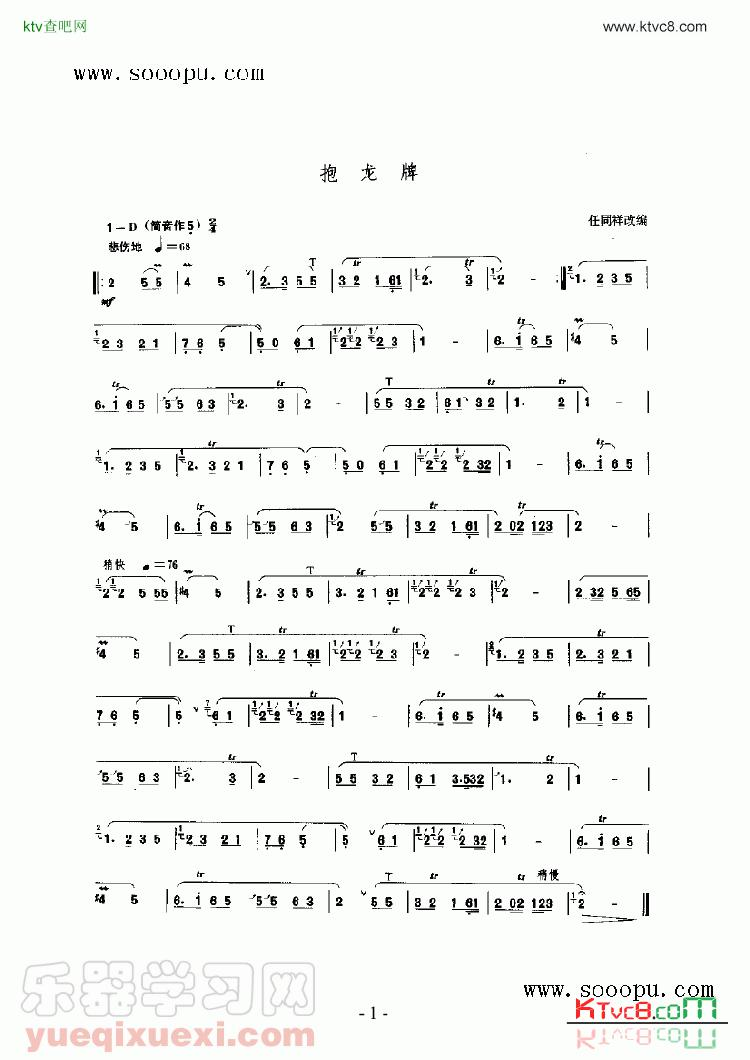 ktv查吧网
www.ktvc8.com
www.sooopu.com
抱龙牌
1=D（筒音作5）2/4
任同祥改编
悲伤地 ♩=68
T tr tr
‖: 2 5 5 | 4 5 | 2. 3 5 5 | 3 2 1 61 | 2. 3 | 2 - :‖ 1. 2 3 5 |
mf
2 3 2 1 | 7 6 5 | 5 0 6 1 | 2 2 2 3 | 1 - | 6. i 6 5 | #4 5 |
6. i 6 5 | 5 5 6 3 | 2. 3 | 2 - | 5 5 3 2 | 6 1 3 2 | 1. 2 | 1 - |
1. 2 3 5 | 2. 3 2 1 | 7 6 5 | 5 0 6 1 | 2 2 2 32 | 1 - | 6. i 6 5 |
#4 5 | 6. i 6 5 | 5 5 6 3 | 2 5 5 | 3 2 1 61 | 2 02 123 | 2 - |
稍快 ♩=76
2 2 5 55 | #4 5 | 2. 3 5 5 | 3. 2 1 61 | 2 2 2 3 | 2 - | 2 32 5 65 |
#4 5 | 2. 3 5 5 | 3. 2 1 61 | 2 2 2 3 | 2 - | 1. 2 3 5 | 2. 3 2 1 |
7 6 5 | 5 6 1 | 2 2 2 32 | 1 - | 6. i 6 5 | #4 5 | 6. i 6 5 |
5 5 6 3 | 2. 3 | 2 - | 5 5 3 2 | 6 1 3.532 | 1. 2 | 1 - |
1. 2 3 5 | 2 3 2 1 | 7 6 5 | 5 6 1 | 2 2 2 32 | 1 - | 6. i 6 5 |
稍慢
#4 5 | 6. i 6 5 | 5 5 6 3 | 2 5 5 | 3 2 1 61 | 2 02 123 | 2 - ‖
乐器学习网
yueqixuexi.com
- 1 -
www.sooopu.com
KTvc8.com